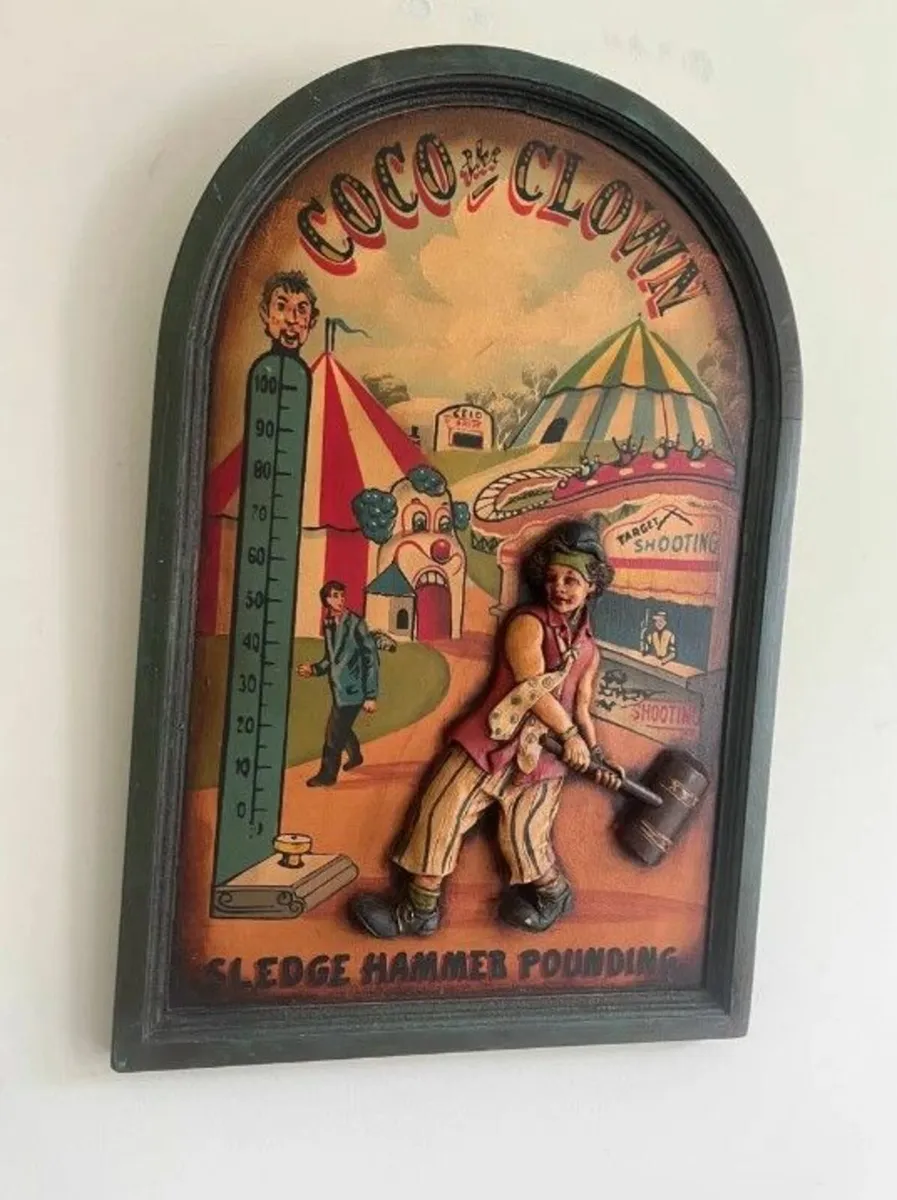 COCO the CLOWN
100
90
80
70
60
50
40
30
20
10
0
TARGET
SHOOTING
SHOOTING
SLEDGE HAMMER POUNDING